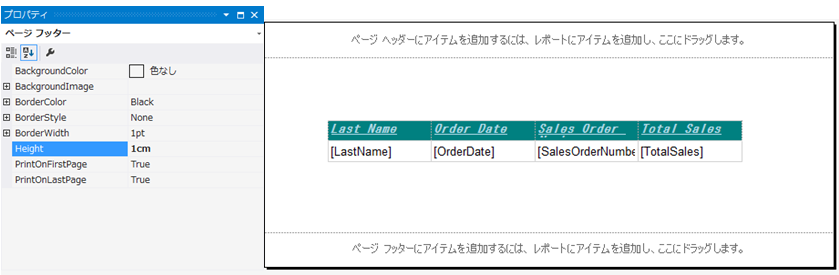 プロパティ
ページ フッター
BackgroundColor 色なし
BackgroundImage
BorderColor Black
BorderStyle None
BorderWidth 1pt
Height 1cm
PrintOnFirstPage True
PrintOnLastPage True
ページ ヘッダーにアイテムを追加するには、レポートにアイテムを追加し、ここにドラッグします。
Last Name Order Date Sales Order Total Sales
[LastName] [OrderDate] [SalesOrderNumbe [TotalSales]
ページ フッターにアイテムを追加するには、レポートにアイテムを追加し、ここにドラッグします。